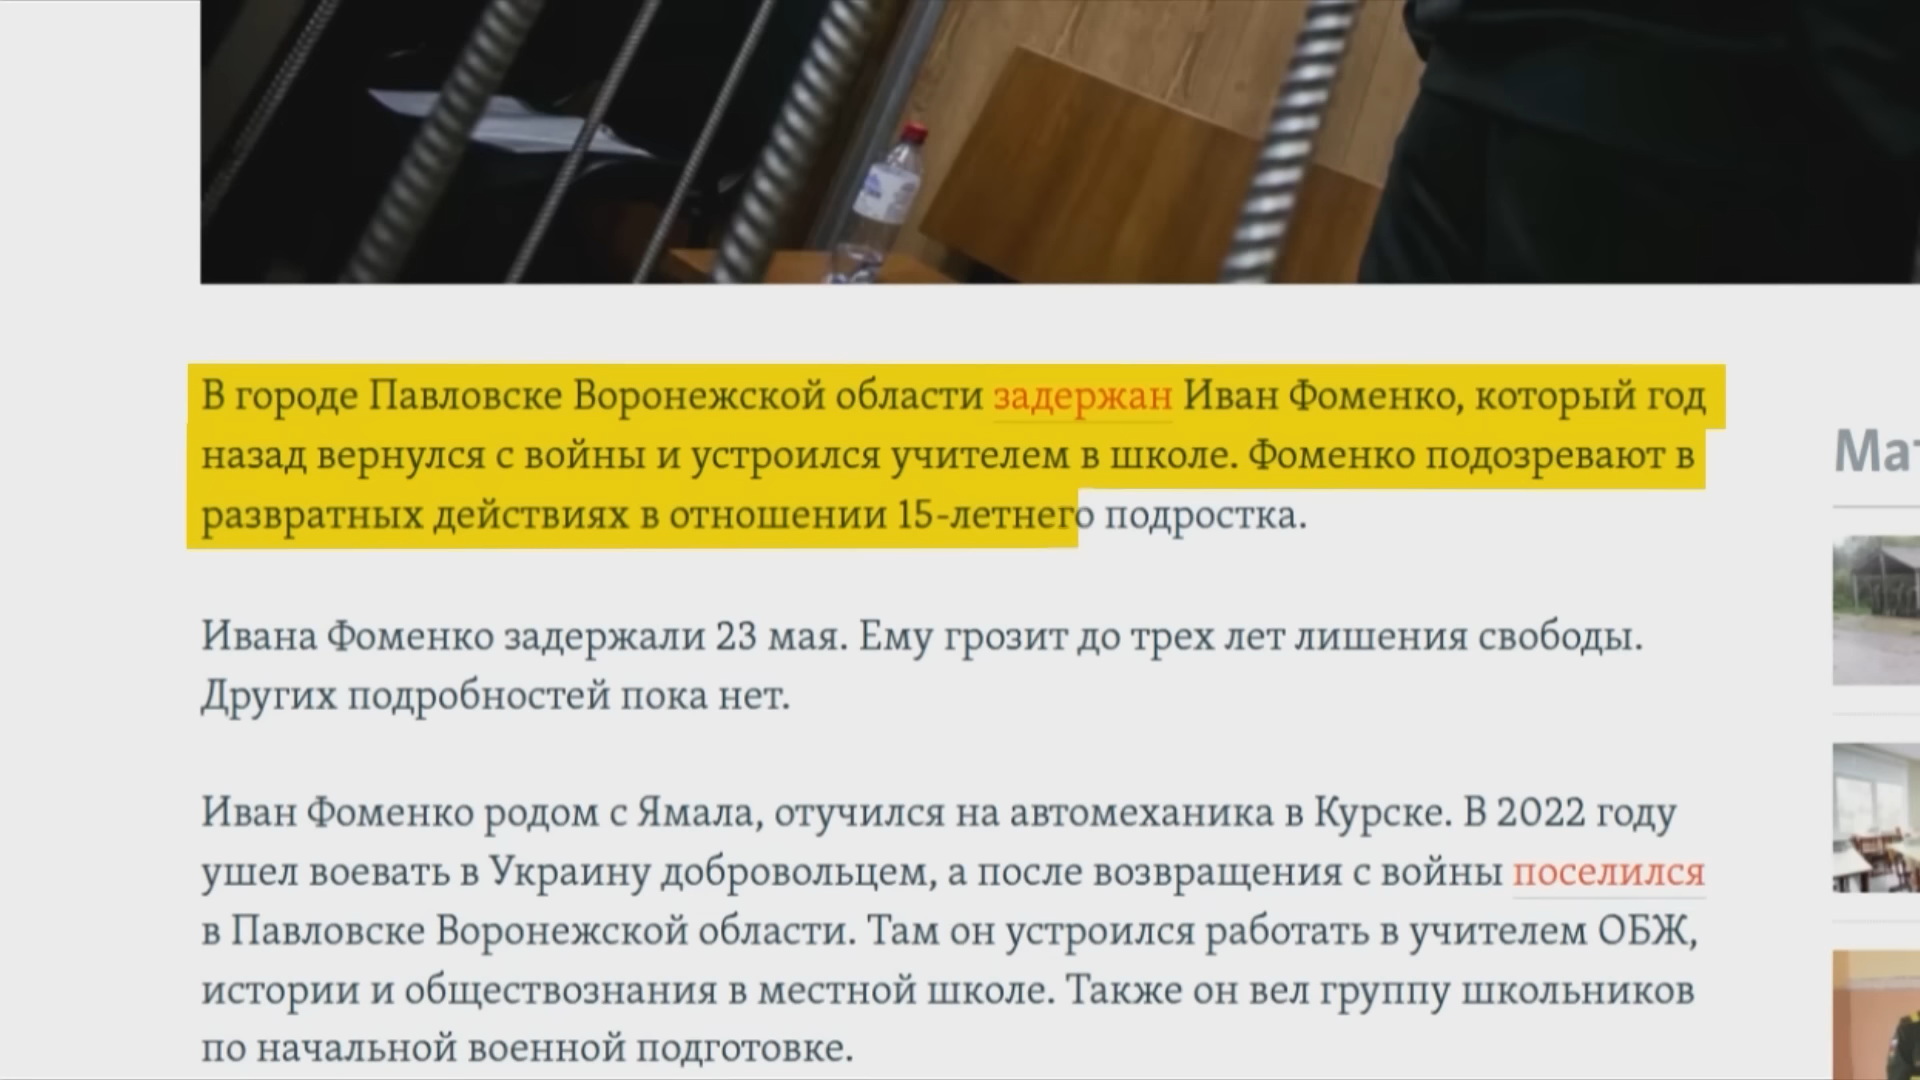 В городе Павловске Воронежской области задержан Иван Фоменко, который год
назад вернулся с войны и устроился учителем в школе. Фоменко подозревают в
развратных действиях в отношении 15-летнего подростка.
Ивана Фоменко задержали 23 мая. Ему грозит до трех лет лишения свободы.
Других подробностей пока нет.
Иван Фоменко родом с Ямала, отучился на автомеханика в Курске. В 2022 году
ушел воевать в Украину добровольцем, а после возвращения с войны поселился
в Павловске Воронежской области. Там он устроился работать в учителем ОБЖ,
истории и обществознания в местной школе. Также он вел группу школьников
по начальной военной подготовке.